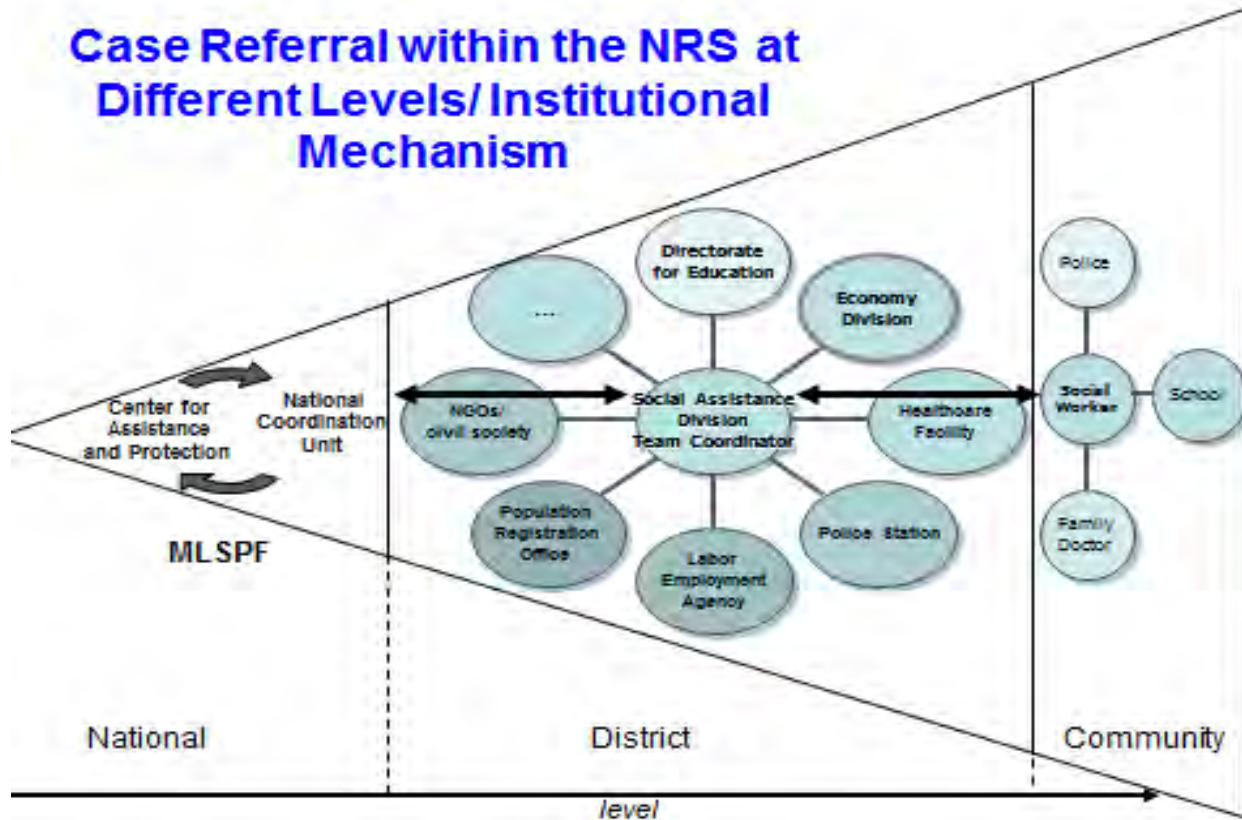 Case Referral within the NRS at
Different Levels/ Institutional
Mechanism
Center for
Assistance
and Protection
National
Coordination
Unit
MLSPF
...
Directorate
for Education
Economy
Division
NGOs/
civil society
Social Assistance
Division
Team Coordinator
Healthcare
Facility
Population
Registration
Office
Labor
Employment
Agency
Police Station
Police
Social
Worker
School
Family
Doctor
National
District
Community
level